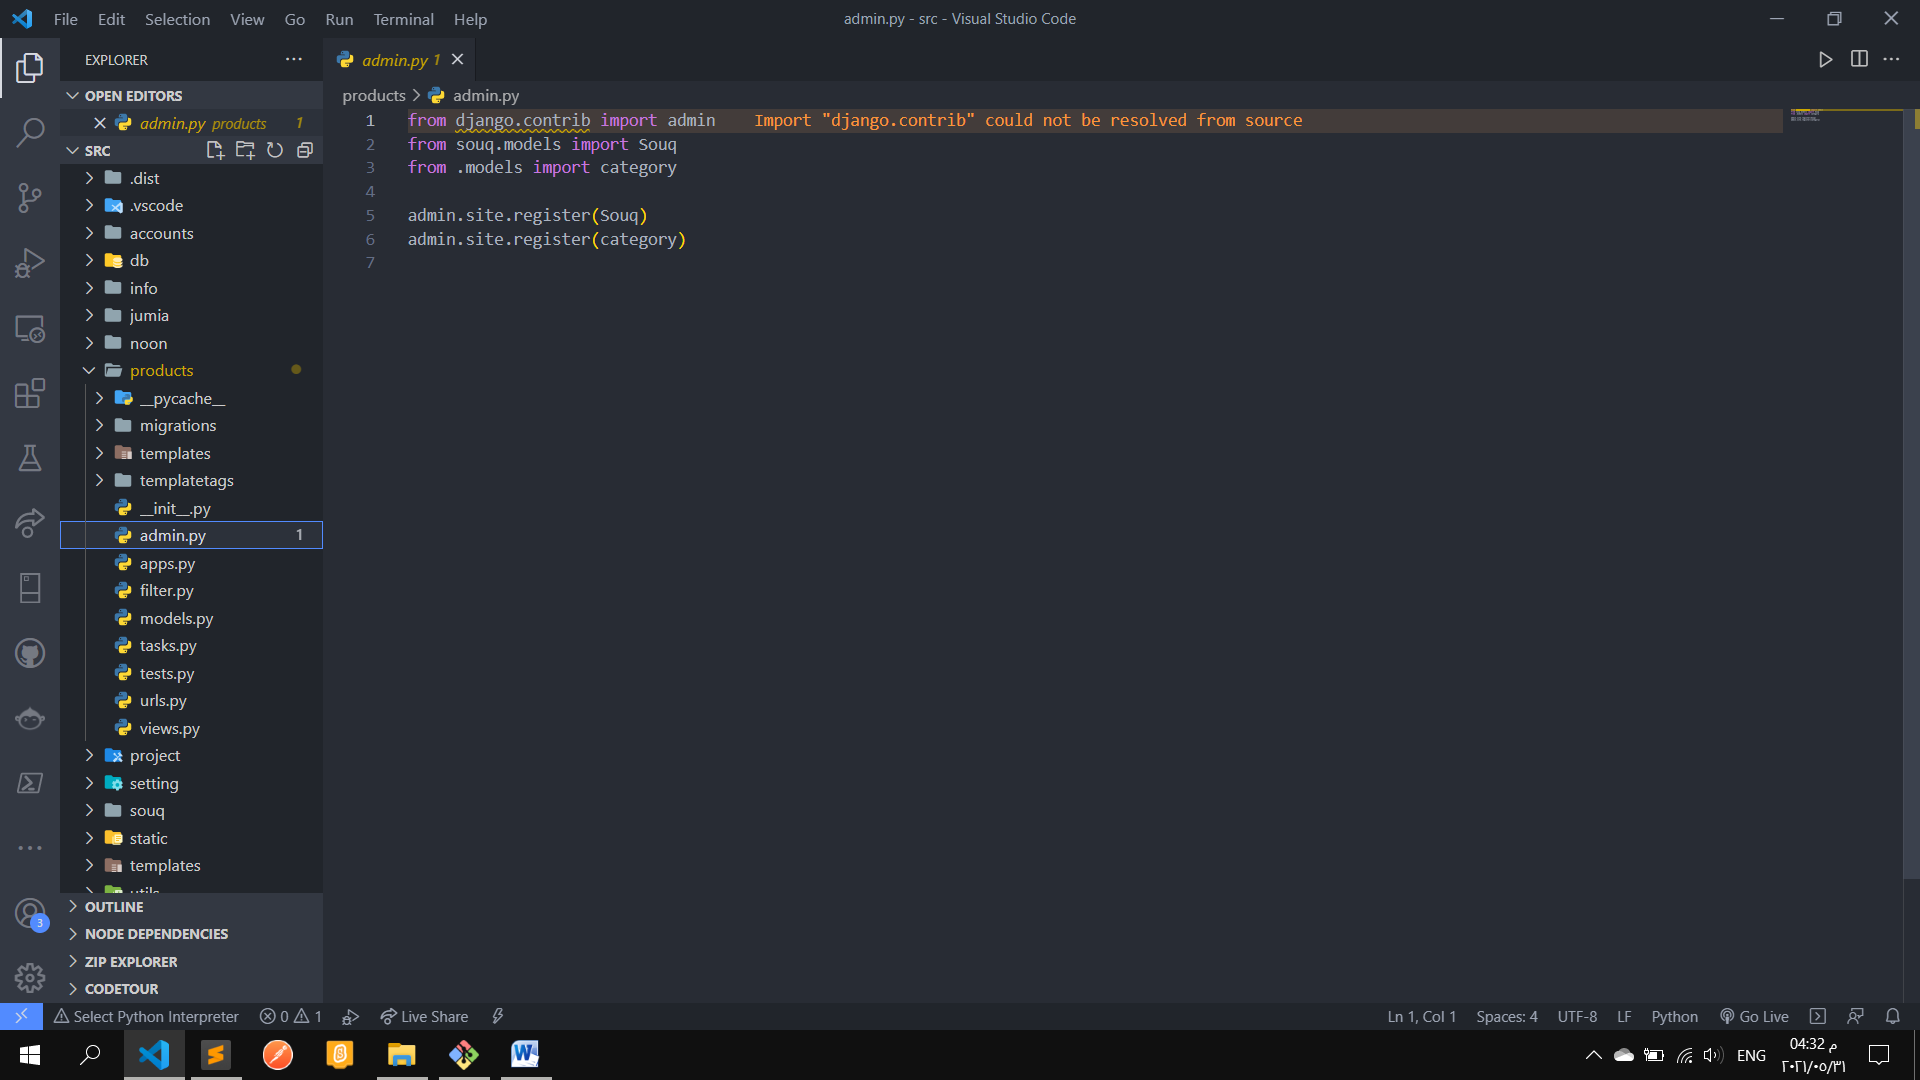 File Edit Selection View Go Run Terminal Help
admin.py - src - Visual Studio Code
EXPLORER
OPEN EDITORS
admin.py products 1
SRC
.dist
.vscode
accounts
db
info
jumia
noon
products
__pycache__
migrations
templates
templatetags
__init__.py
admin.py 1
apps.py
filter.py
models.py
tasks.py
tests.py
urls.py
views.py
project
setting
souq
static
templates
utils
OUTLINE
NODE DEPENDENCIES
ZIP EXPLORER
CODETOUR
admin.py 1
products > admin.py
1 from django.contrib import admin Import "django.contrib" could not be resolved from source
2 from souq.models import Souq
3 from .models import category
4
5 admin.site.register(Souq)
6 admin.site.register(category)
7
3
Select Python Interpreter 0 1 Live Share
Ln 1, Col 1 Spaces: 4 UTF-8 LF Python Go Live
ENG
04:32 م
٢٠٢١/٠٥/٣١